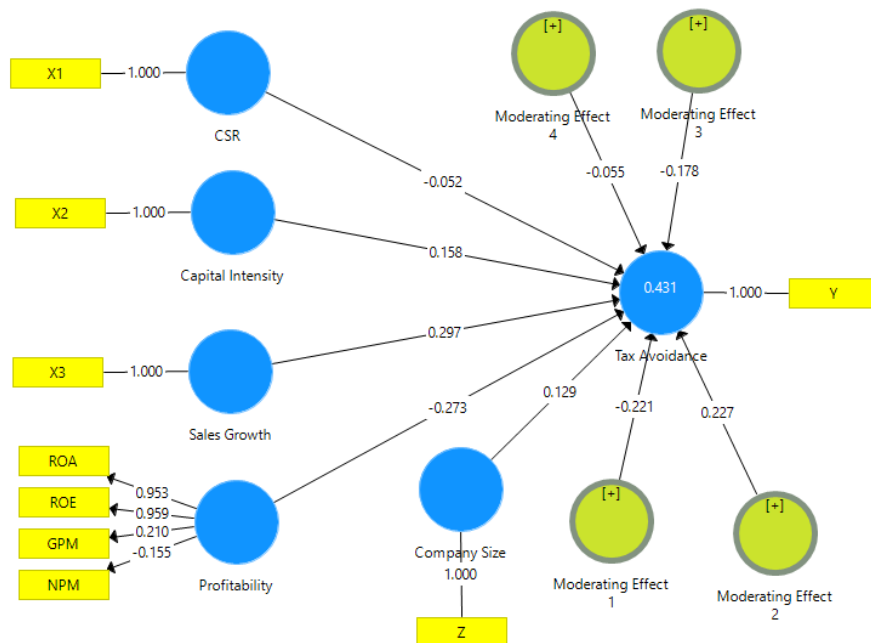 X1
1.000
CSR
[+]
Moderating Effect
4
[+]
Moderating Effect
3
-0.052
-0.055
-0.178
X2
1.000
Capital Intensity
0.158
0.431
Tax Avoidance
1.000
Y
X3
1.000
Sales Growth
0.297
-0.273
0.129
-0.221
0.227
ROA
ROE
GPM
NPM
0.953
0.959
0.210
-0.155
Profitability
Company Size
1.000
Z
[+]
Moderating Effect
1
[+]
Moderating Effect
2